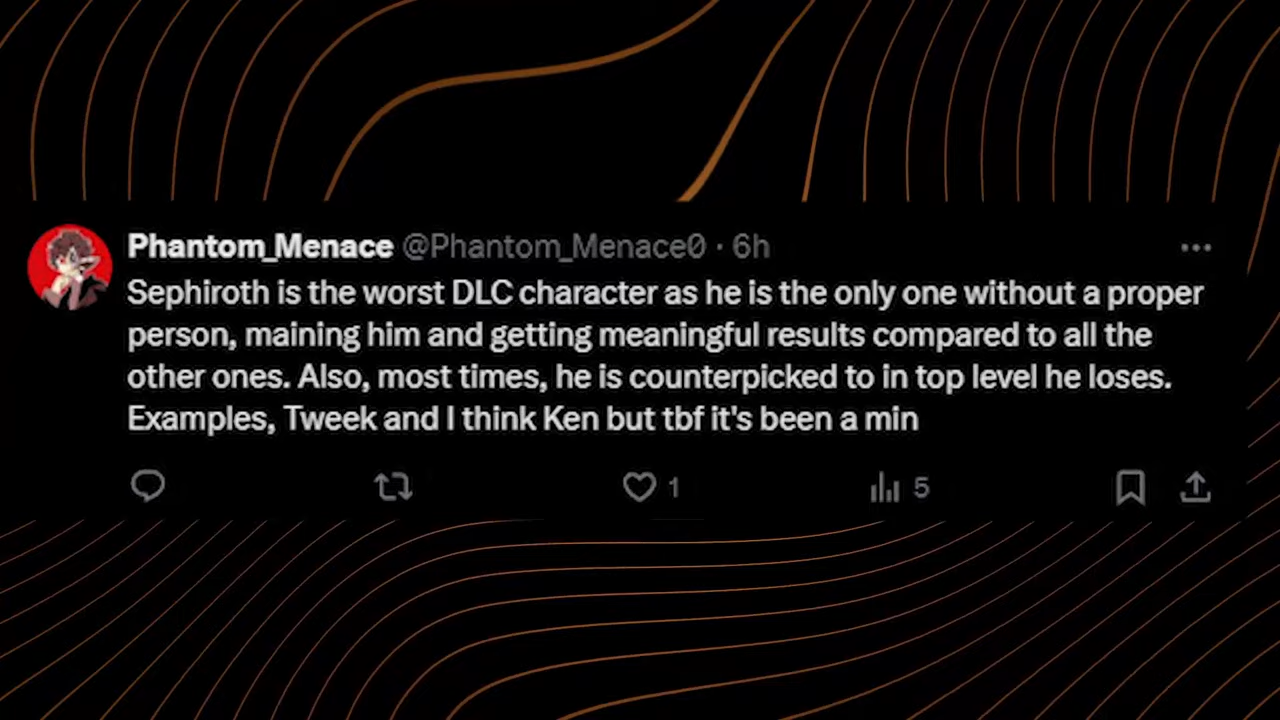 Phantom_Menace @Phantom_Menace0 · 6h
Sephiroth is the worst DLC character as he is the only one without a proper
person, maining him and getting meaningful results compared to all the
other ones. Also, most times, he is counterpicked to in top level he loses.
Examples, Tweek and I think Ken but tbf it's been a min
1 5